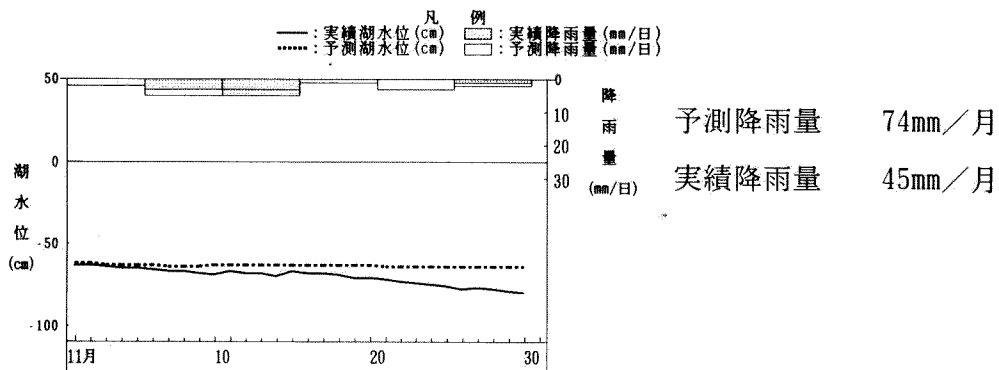 凡 例
: 実績湖水位(cm) : 実績降雨量(mm/日)
: 予測湖水位(cm) : 予測降雨量(mm/日)
50
0
-50
-100
湖水位(cm)
0
10
20
30
降雨量(mm/日)
11月 10 20 30
予測降雨量 74mm/月
実績降雨量 45mm/月